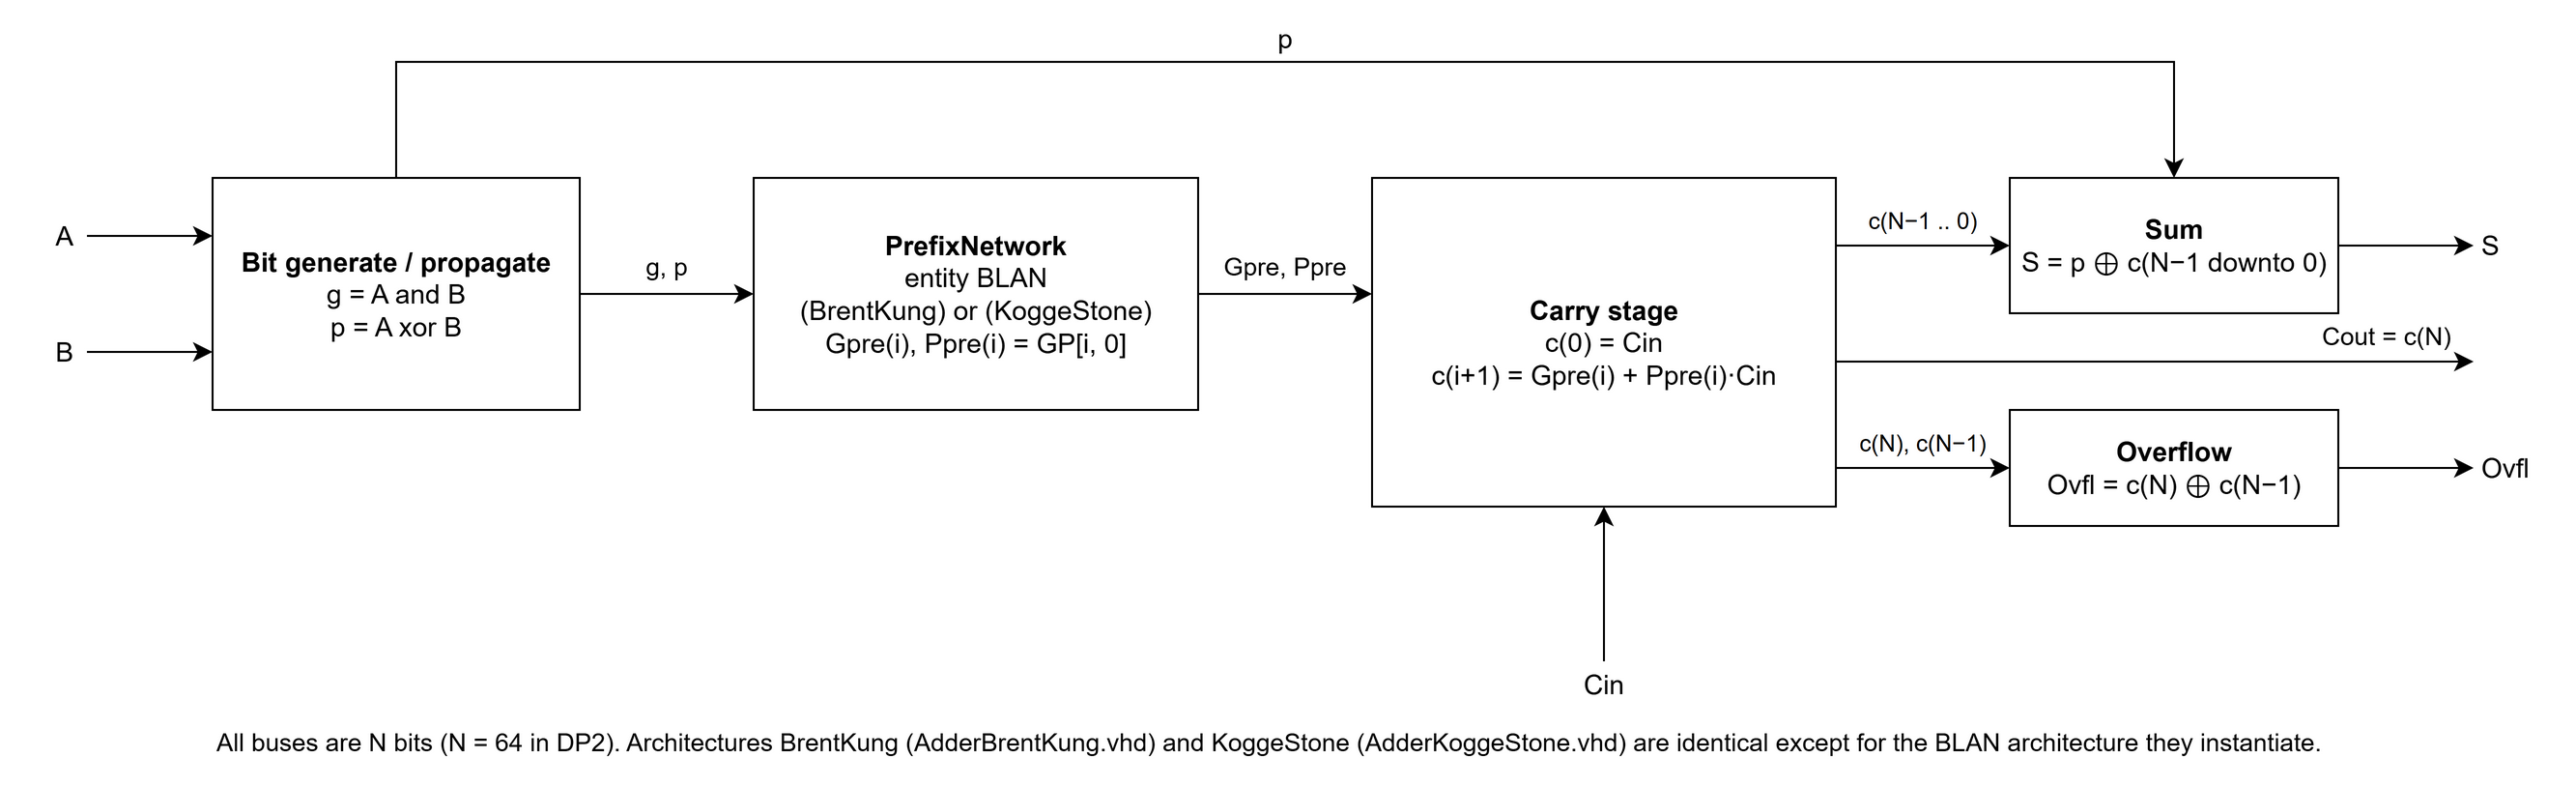 p
A
B
Bit generate / propagate
g = A and B
p = A xor B
g, p
PrefixNetwork
entity BLAN
(BrentKung) or (KoggeStone)
Gpre(i), Ppre(i) = GP[i, 0]
Gpre, Ppre
Carry stage
c(0) = Cin
c(i+1) = Gpre(i) + Ppre(i)·Cin
Cin
c(N−1 .. 0)
Sum
S = p ⊕ c(N−1 downto 0)
S
Cout = c(N)
c(N), c(N−1)
Overflow
Ovfl = c(N) ⊕ c(N−1)
Ovfl
All buses are N bits (N = 64 in DP2). Architectures BrentKung (AdderBrentKung.vhd) and KoggeStone (AdderKoggeStone.vhd) are identical except for the BLAN architecture they instantiate.